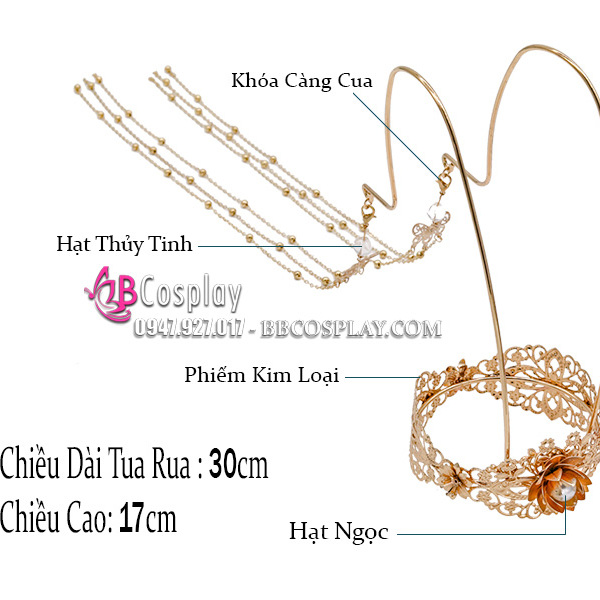 Khóa Càng Cua
Hạt Thủy Tinh
BBCosplay
0947.927.017 - BBCOSPLAY.COM
Phiếm Kim Loại
Chiều Dài Tua Rua : 30cm
Chiều Cao: 17cm
Hạt Ngọc